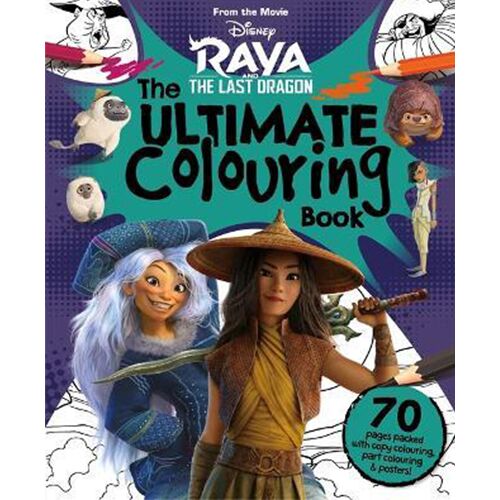 From the Movie
Disney
RAYA
AND
THE LAST DRAGON
The
ULTIMATE
Colouring
Book
70
pages packed
with copy colouring,
part colouring
& posters!